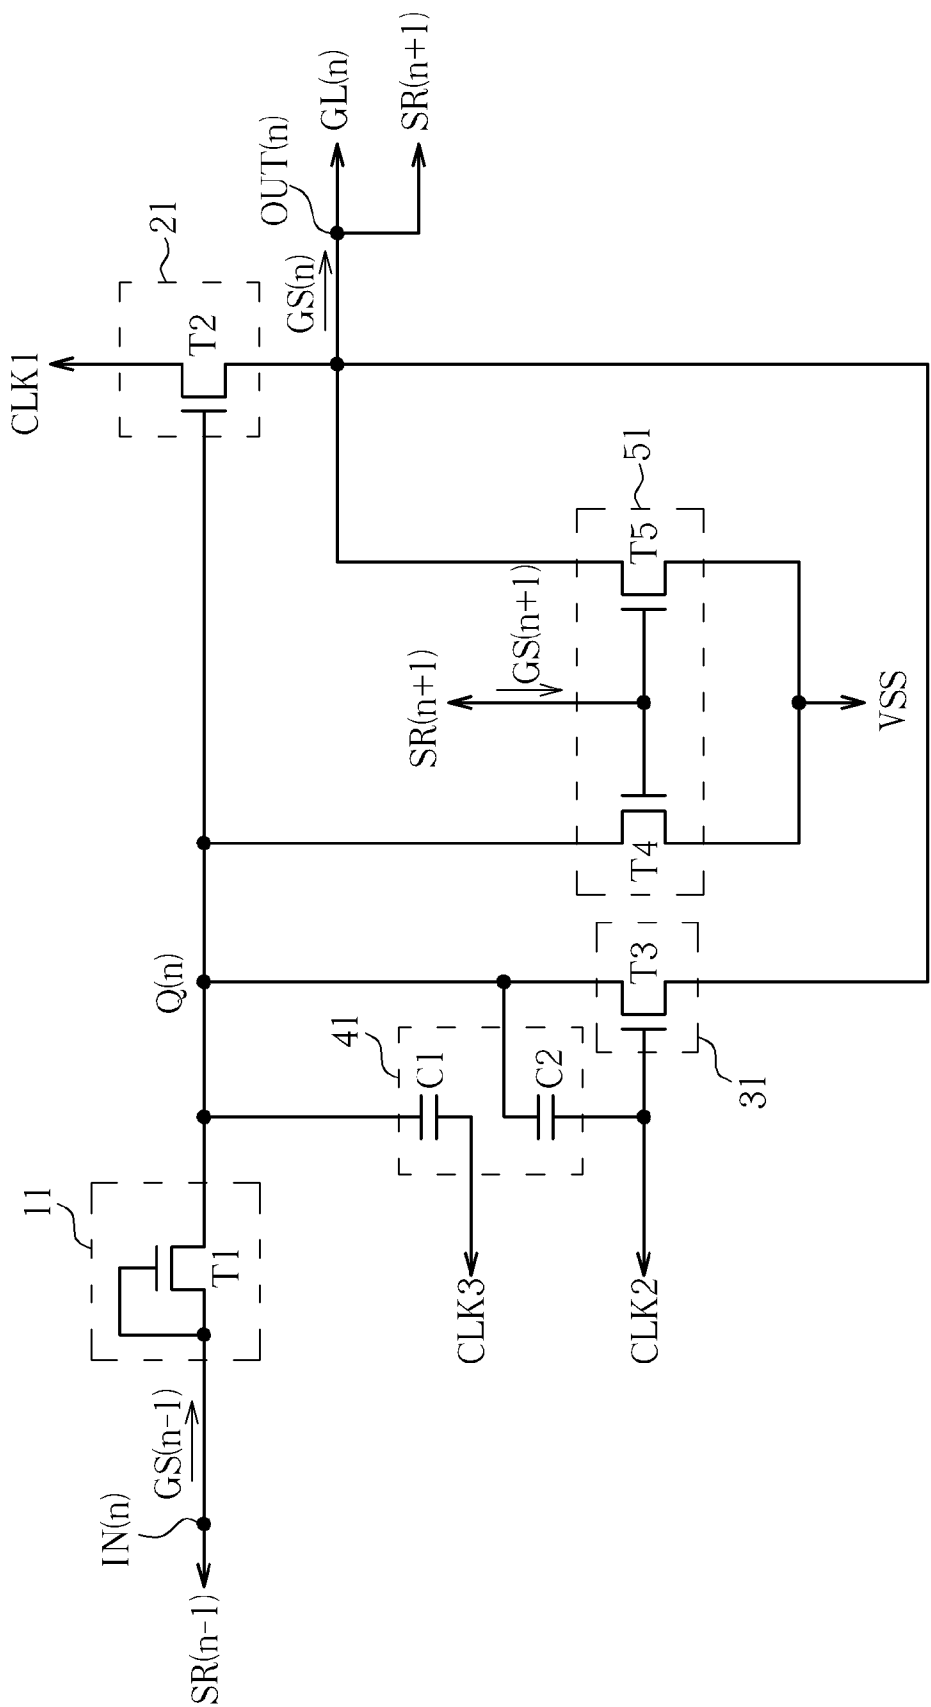 SR(n-1)
IN(n)
GS(n-1)
11
T1
Q(n)
CLK3
CLK2
41
C1
C2
31
T3
T4
T5
51
SR(n+1)
GS(n+1)
VSS
CLK1
T2
21
GS(n)
OUT(n)
GL(n)
SR(n+1)